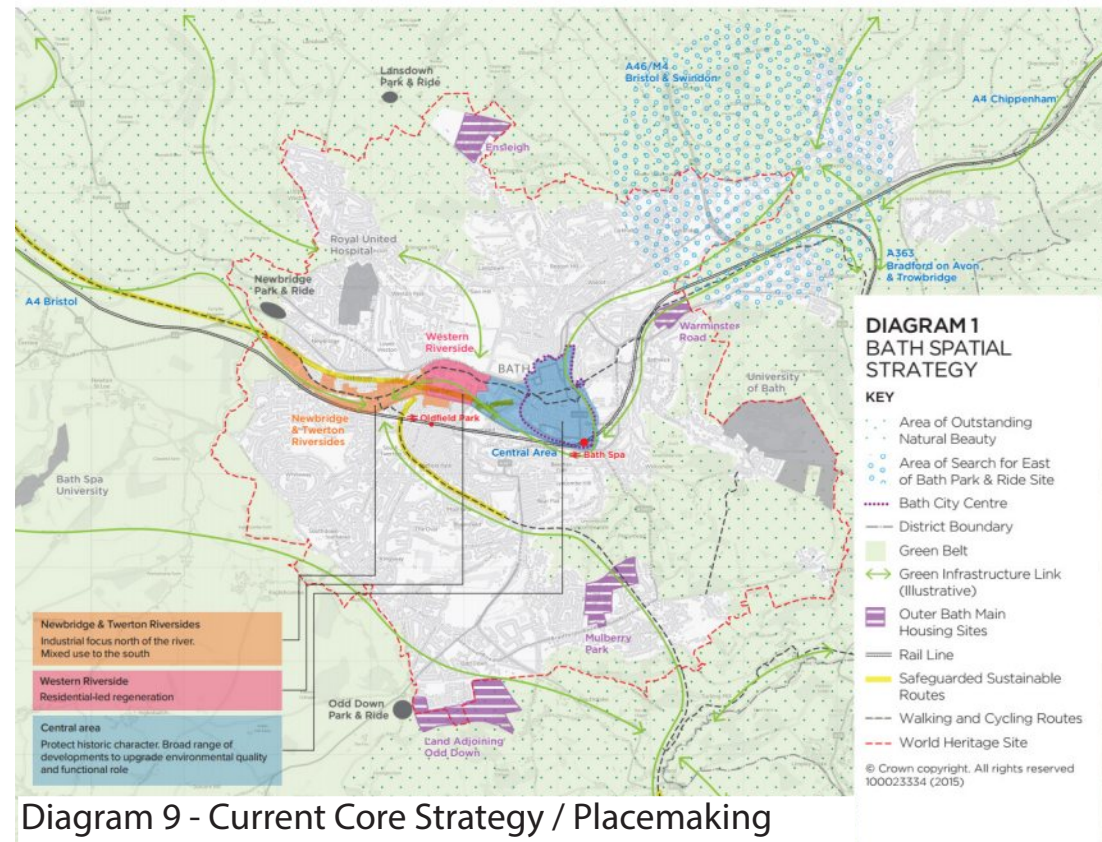 Lansdown
Park & Ride
A46/M4
Bristol & Swindon
A4 Chippenham
Ensleigh
Royal United
Hospital
Newbridge
Park & Ride
A4 Bristol
A363
Bradford on Avon
& Trowbridge
Warminster
Road
Western
Riverside
BATH
University
of Bath
Newbridge
& Twerton
Riversides
Oldfield Park
Central Area
Bath Spa
Bath Spa
University
Mulberry
Park
Odd Down
Park & Ride
Land Adjoining
Odd Down
Newbridge & Twerton Riversides
Industrial focus north of the river.
Mixed use to the south
Western Riverside
Residential-led regeneration
Central area
Protect historic character. Broad range of
developments to upgrade environmental quality
and functional role
DIAGRAM 1
BATH SPATIAL
STRATEGY
KEY
Area of Outstanding
Natural Beauty
Area of Search for East
of Bath Park & Ride Site
Bath City Centre
District Boundary
Green Belt
Green Infrastructure Link
(Illustrative)
Outer Bath Main
Housing Sites
Rail Line
Safeguarded Sustainable
Routes
Walking and Cycling Routes
World Heritage Site
© Crown copyright. All rights reserved
100023334 (2015)
Diagram 9 - Current Core Strategy / Placemaking